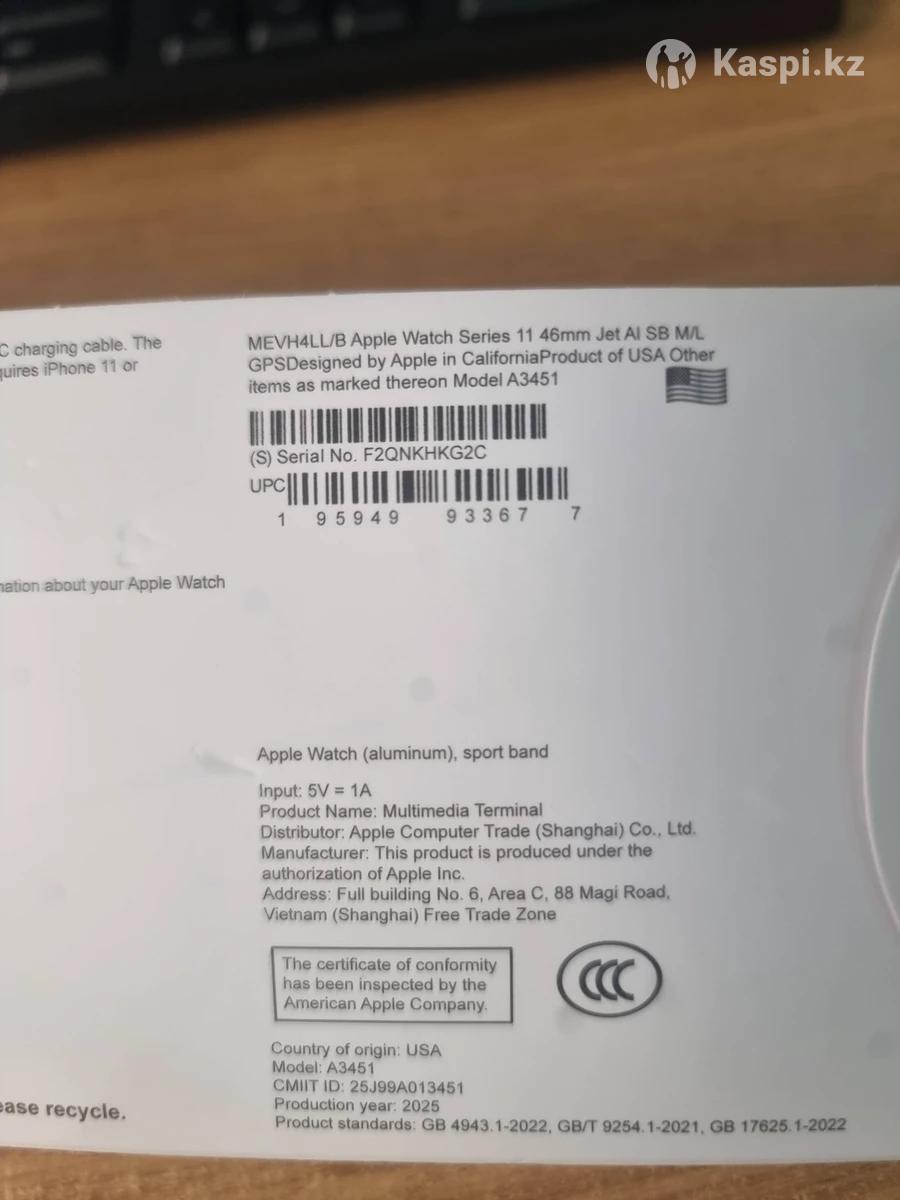 Kaspi.kz
C charging cable. The
quires iPhone 11 or
MEVH4LL/B Apple Watch Series 11 46mm Jet Al SB M/L
GPSDesigned by Apple in CaliforniaProduct of USA Other
items as marked thereon Model A3451
(S) Serial No. F2QNKHKG2C
UPC
1 95949 93367 7
nation about your Apple Watch
Apple Watch (aluminum), sport band
Input: 5V = 1A
Product Name: Multimedia Terminal
Distributor: Apple Computer Trade (Shanghai) Co., Ltd.
Manufacturer: This product is produced under the
authorization of Apple Inc.
Address: Full building No. 6, Area C, 88 Magi Road,
Vietnam (Shanghai) Free Trade Zone
The certificate of conformity
has been inspected by the
American Apple Company.
CCC
Country of origin: USA
Model: A3451
CMIIT ID: 25J99A013451
Production year: 2025
Product standards: GB 4943.1-2022, GB/T 9254.1-2021, GB 17625.1-2022
ease recycle.